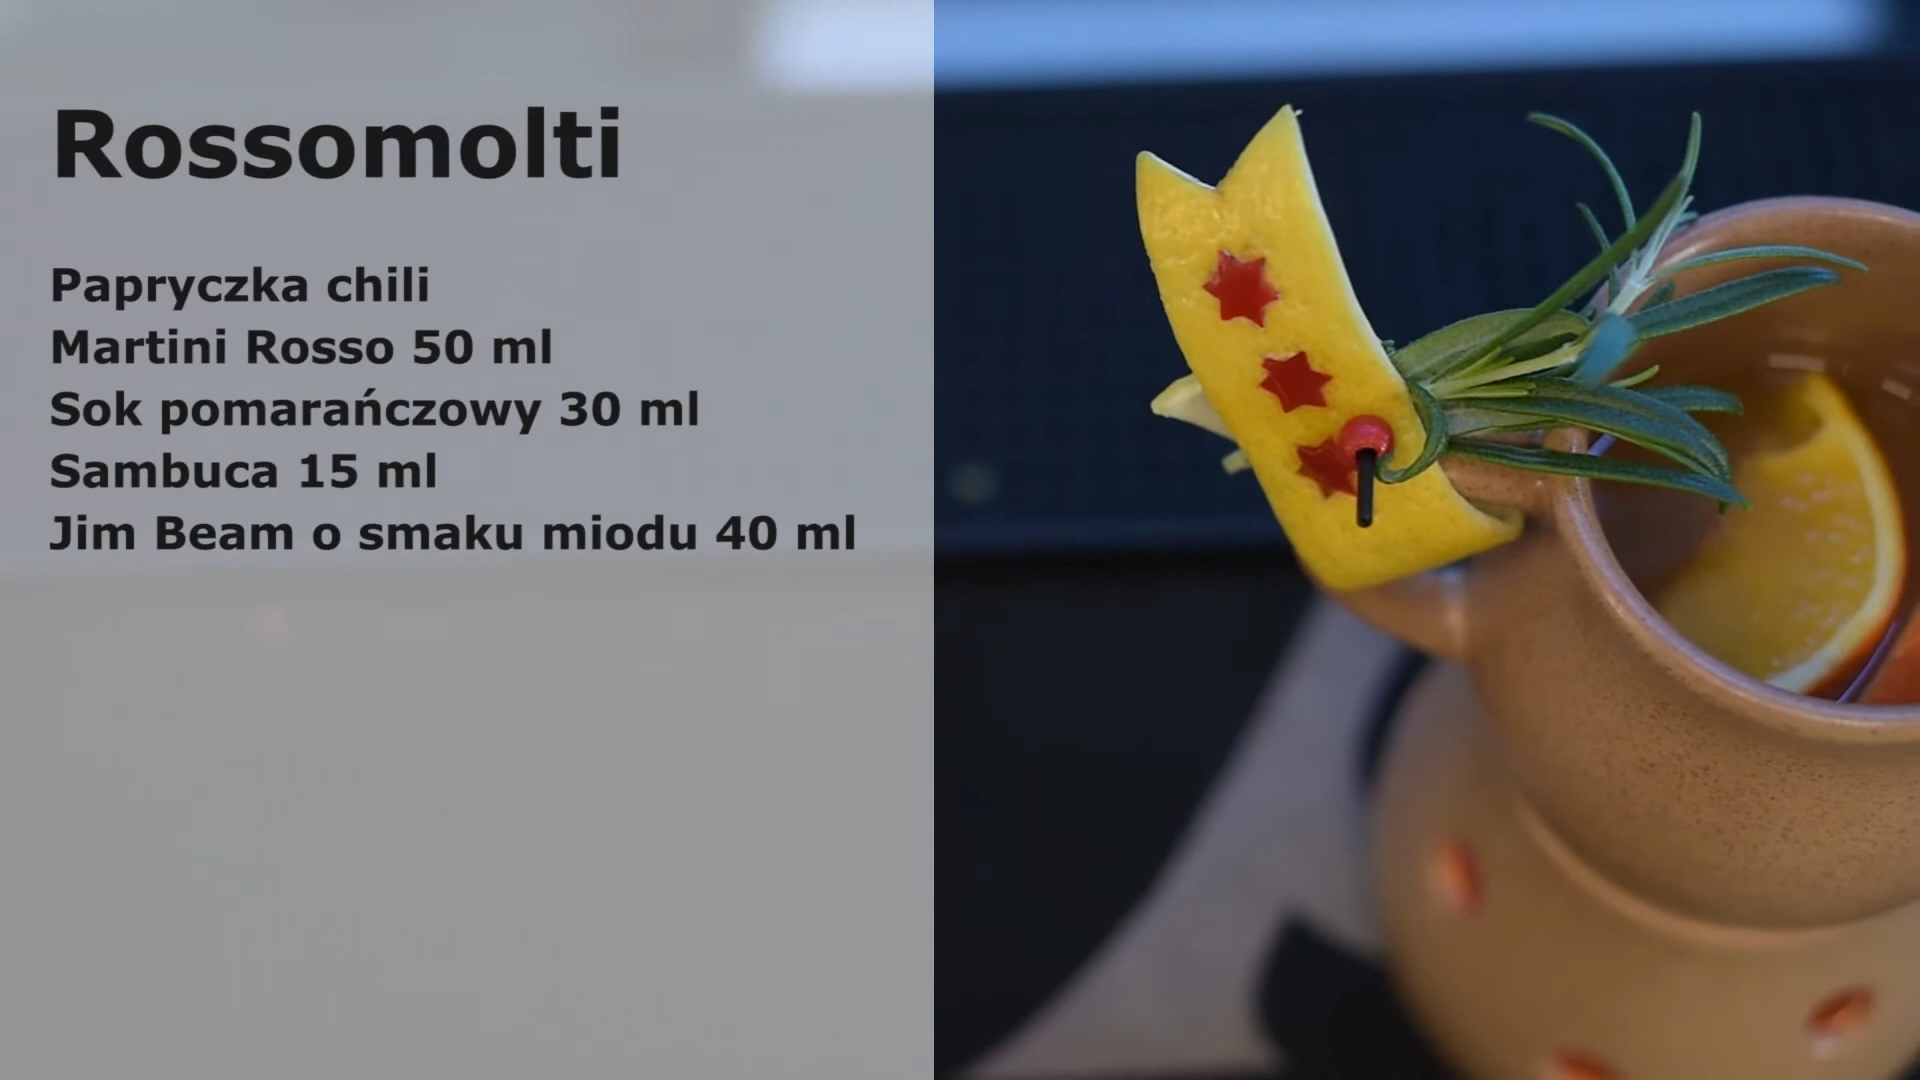 Rossomolti
Papryczka chili
Martini Rosso 50 ml
Sok pomarańczowy 30 ml
Sambuca 15 ml
Jim Beam o smaku miodu 40 ml